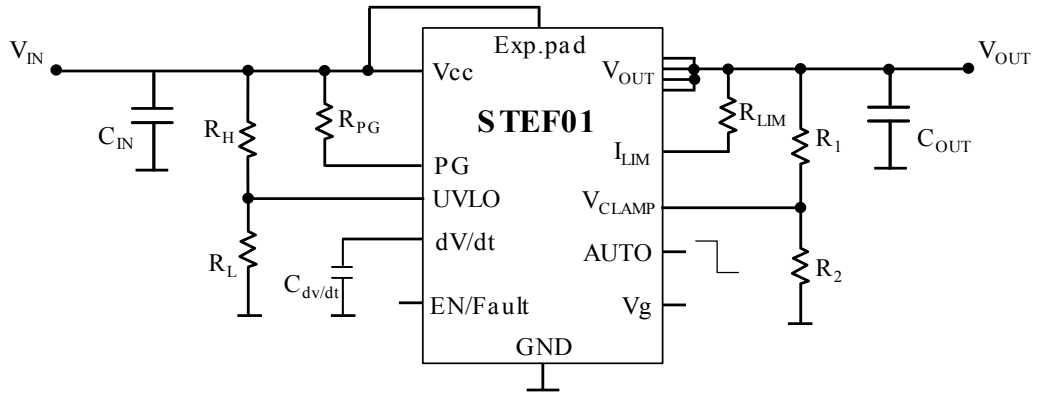 Exp.pad
V_IN
Vcc
V_OUT
V_OUT
STEF01
C_IN
R_H
R_PG
R_LIM
R_1
C_OUT
PG
I_LIM
UVLO
V_CLAMP
dV/dt
AUTO
R_L
C_dv/dt
R_2
EN/Fault
Vg
GND